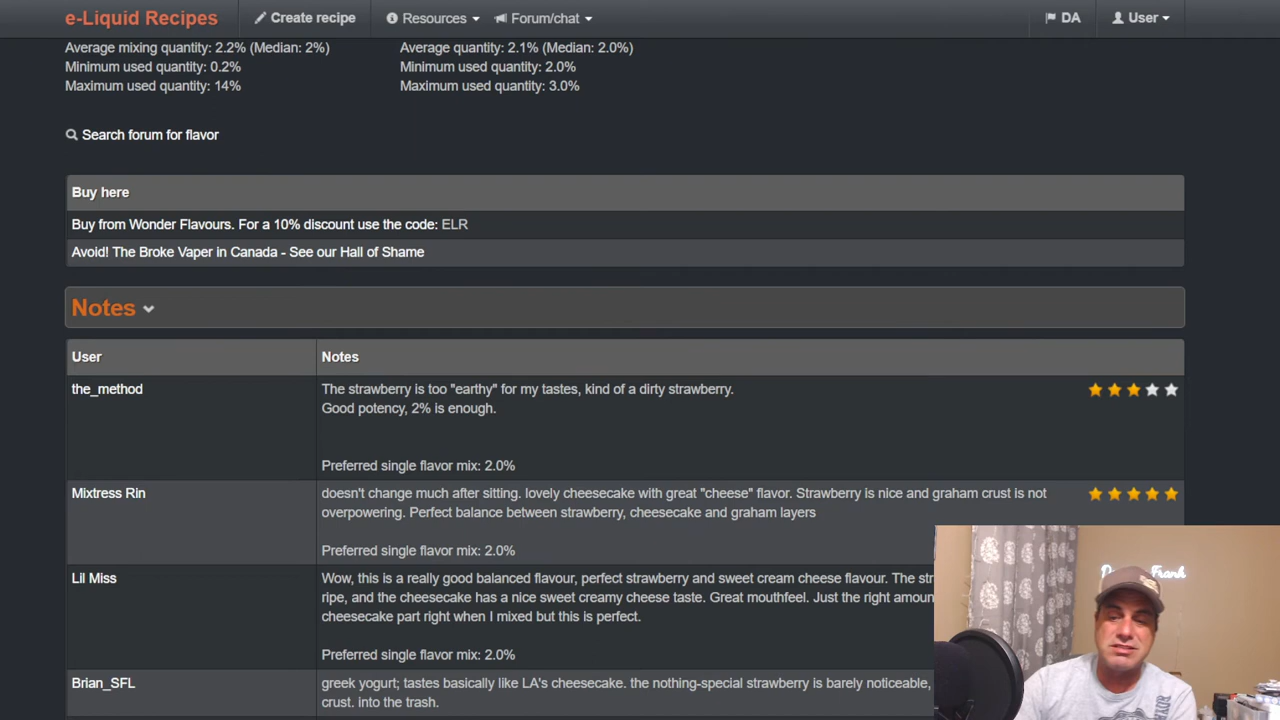 e-Liquid Recipes Create recipe Resources Forum/chat DA User
Average mixing quantity: 2.2% (Median: 2%) Average quantity: 2.1% (Median: 2.0%)
Minimum used quantity: 0.2% Minimum used quantity: 2.0%
Maximum used quantity: 14% Maximum used quantity: 3.0%
Search forum for flavor
Buy here
Buy from Wonder Flavours. For a 10% discount use the code: ELR
Avoid! The Broke Vaper in Canada - See our Hall of Shame
Notes
User Notes
the_method The strawberry is too "earthy" for my tastes, kind of a dirty strawberry.
Good potency, 2% is enough.
Preferred single flavor mix: 2.0%
Mixtress Rin doesn't change much after sitting. lovely cheesecake with great "cheese" flavor. Strawberry is nice and graham crust is not
overpowering. Perfect balance between strawberry, cheesecake and graham layers
Preferred single flavor mix: 2.0%
Lil Miss Wow, this is a really good balanced flavour, perfect strawberry and sweet cream cheese flavour. The str
ripe, and the cheesecake has a nice sweet creamy cheese taste. Great mouthfeel. Just the right amoun
cheesecake part right when I mixed but this is perfect.
Preferred single flavor mix: 2.0%
Brian_SFL greek yogurt; tastes basically like LA's cheesecake. the nothing-special strawberry is barely noticeable,
crust. into the trash.